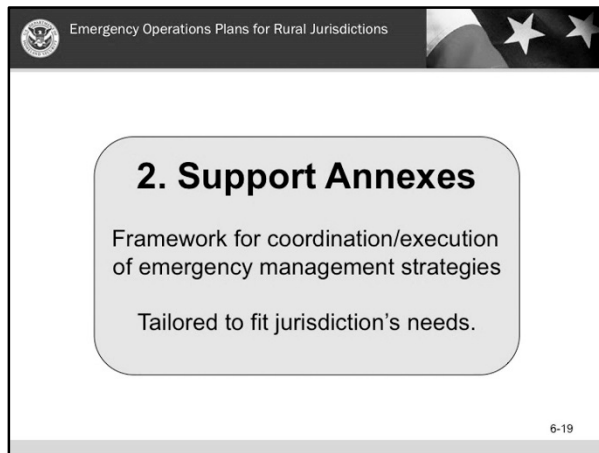 Emergency Operations Plans for Rural Jurisdictions
2. Support Annexes
Framework for coordination/execution
of emergency management strategies
Tailored to fit jurisdiction's needs.
6-19